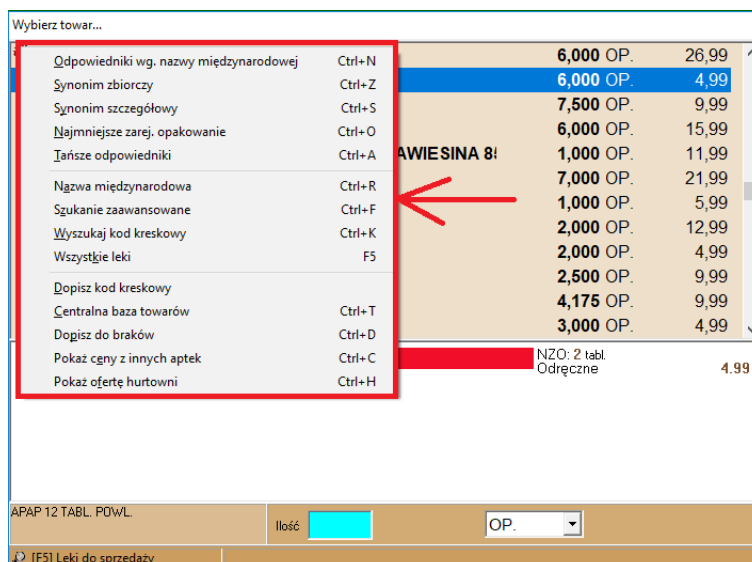 Wybierz towar...
Odpowiedniki wg. nazwy międzynarodowej Ctrl+N
Synonim zbiorczy Ctrl+Z
Synonim szczegółowy Ctrl+S
Najmniejsze zarej. opakowanie Ctrl+O
Tańsze odpowiedniki Ctrl+A
Nazwa międzynarodowa Ctrl+R
Szukanie zaawansowane Ctrl+F
Wyszukaj kod kreskowy Ctrl+K
Wszystkie leki F5
Dopisz kod kreskowy
Centralna baza towarów Ctrl+T
Dopisz do braków Ctrl+D
Pokaż ceny z innych aptek Ctrl+C
Pokaż ofertę hurtowni Ctrl+H
6,000 OP. 26,99
6,000 OP. 4,99
7,500 OP. 9,99
6,000 OP. 15,99
AWIESINA 1,000 OP. 11,99
7,000 OP. 21,99
1,000 OP. 5,99
2,000 OP. 12,99
2,000 OP. 4,99
2,500 OP. 9,99
4,175 OP. 9,99
3,000 OP. 4,99
NZO: 2 tabl.
Odręczne 4.99
APAP 12 TABL. POWL.
Ilość OP.
[F5] Leki do sprzedaży